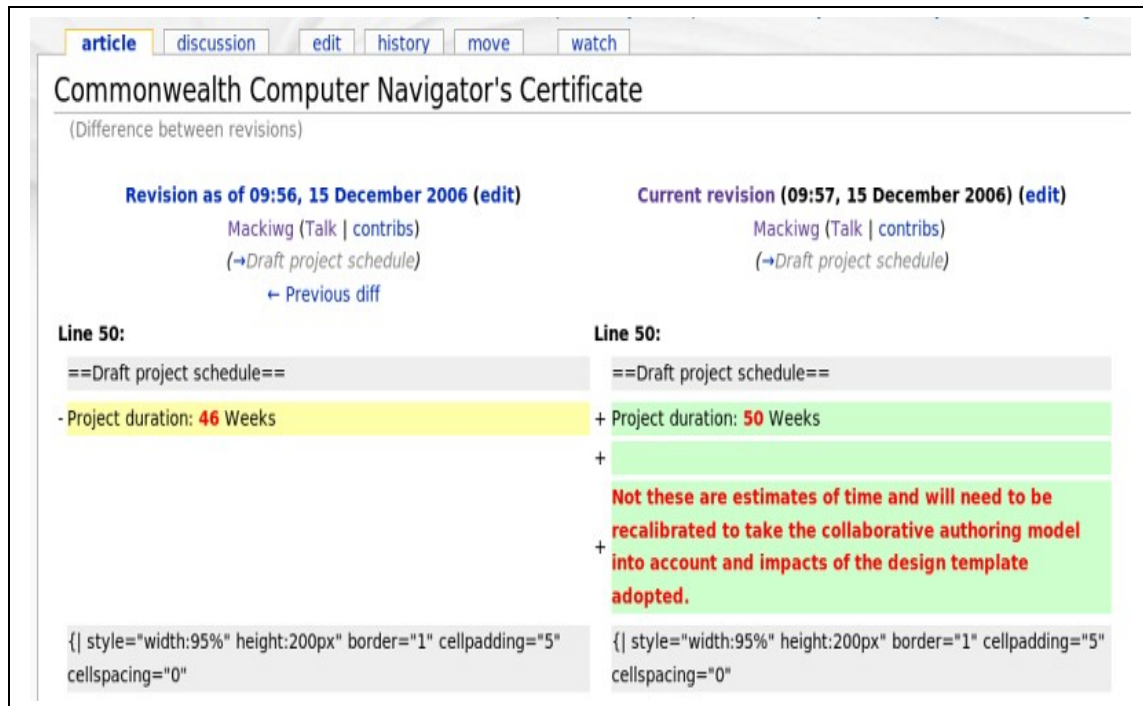 article discussion edit history move watch
Commonwealth Computer Navigator's Certificate
(Difference between revisions)
Revision as of 09:56, 15 December 2006 (edit)
Mackiwg (Talk | contribs)
(→Draft project schedule)
← Previous diff
Current revision (09:57, 15 December 2006) (edit)
Mackiwg (Talk | contribs)
(→Draft project schedule)
Line 50:
Line 50:
==Draft project schedule==
==Draft project schedule==
- Project duration: 46 Weeks
+ Project duration: 50 Weeks
+
Not these are estimates of time and will need to be
+ recalibrated to take the collaborative authoring model
into account and impacts of the design template
adopted.
{| style="width:95%" height:200px" border="1" cellpadding="5"
cellspacing="0"
{| style="width:95%" height:200px" border="1" cellpadding="5"
cellspacing="0"